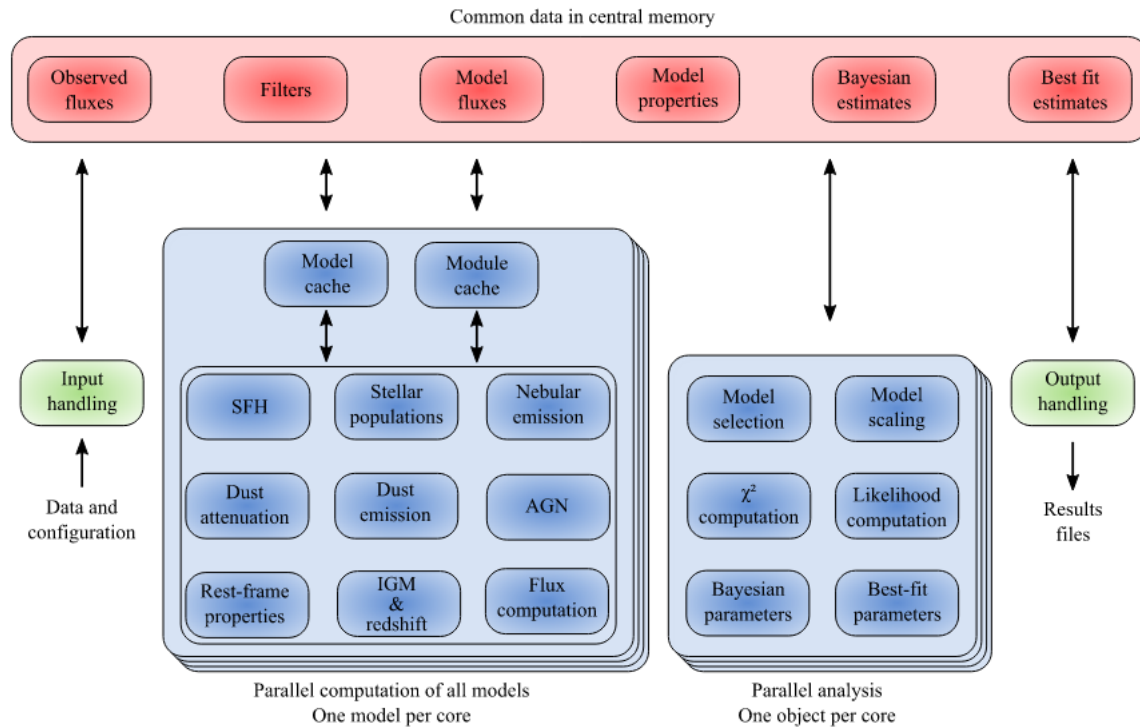 Common data in central memory
Observed
fluxes
Filters
Model
fluxes
Model
properties
Bayesian
estimates
Best fit
estimates
Model
cache
Module
cache
Input
handling
Data and
configuration
SFH
Stellar
populations
Nebular
emission
Dust
attenuation
Dust
emission
AGN
Rest-frame
properties
IGM
&
redshift
Flux
computation
Parallel computation of all models
One model per core
Model
selection
Model
scaling
χ²
computation
Likelihood
computation
Bayesian
parameters
Best-fit
parameters
Parallel analysis
One object per core
Output
handling
Results
files